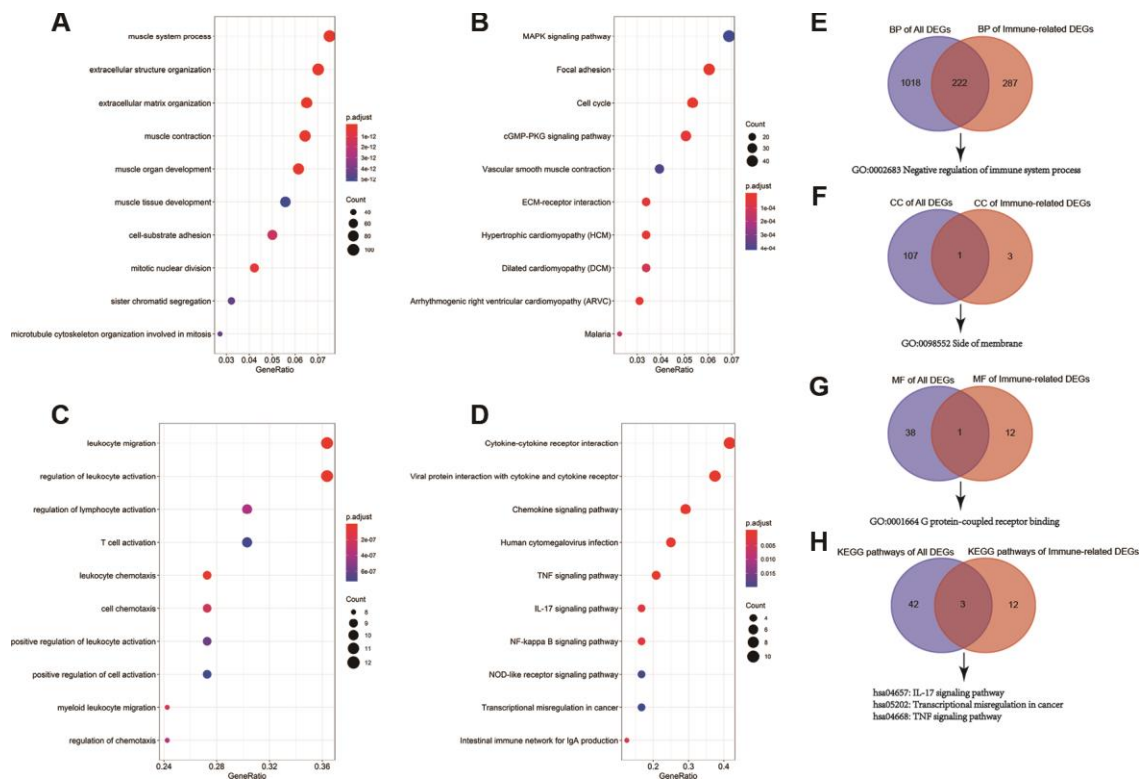 A
muscle system process
extracellular structure organization
extracellular matrix organization
muscle contraction
muscle organ development
muscle tissue development
cell-substrate adhesion
mitotic nuclear division
sister chromatid segregation
microtubule cytoskeleton organization involved in mitosis
0.03 0.04 0.05 0.06 0.07
GeneRatio
p.adjust
1e-12
2e-12
3e-12
4e-12
5e-12
Count
40
60
80
100
B
MAPK signaling pathway
Focal adhesion
Cell cycle
cGMP-PKG signaling pathway
Vascular smooth muscle contraction
ECM-receptor interaction
Hypertrophic cardiomyopathy (HCM)
Dilated cardiomyopathy (DCM)
Arrhythmogenic right ventricular cardiomyopathy (ARVC)
Malaria
0.03 0.04 0.05 0.06 0.07
GeneRatio
Count
20
30
40
p.adjust
1e-04
2e-04
3e-04
4e-04
C
leukocyte migration
regulation of leukocyte activation
regulation of lymphocyte activation
T cell activation
leukocyte chemotaxis
cell chemotaxis
positive regulation of leukocyte activation
positive regulation of cell activation
myeloid leukocyte migration
regulation of chemotaxis
0.24 0.28 0.32 0.36
GeneRatio
p.adjust
2e-07
4e-07
6e-07
Count
8
9
10
11
12
D
Cytokine-cytokine receptor interaction
Viral protein interaction with cytokine and cytokine receptor
Chemokine signaling pathway
Human cytomegalovirus infection
TNF signaling pathway
IL-17 signaling pathway
NF-kappa B signaling pathway
NOD-like receptor signaling pathway
Transcriptional misregulation in cancer
Intestinal immune network for IgA production
0.2 0.3 0.4
GeneRatio
p.adjust
0.005
0.010
0.015
Count
4
6
8
10
E
BP of All DEGs BP of Immune-related DEGs
1018 222 287
GO:0002683 Negative regulation of immune system process
F
CC of All DEGs CC of Immune-related DEGs
107 1 3
GO:0098552 Side of membrane
G
MF of All DEGs MF of Immune-related DEGs
38 1 12
GO:0001664 G protein-coupled receptor binding
H
KEGG pathways of All DEGs KEGG pathways of Immune-related DEGs
42 3 12
hsa04657: IL-17 signaling pathway
hsa05202: Transcriptional misregulation in cancer
hsa04668: TNF signaling pathway